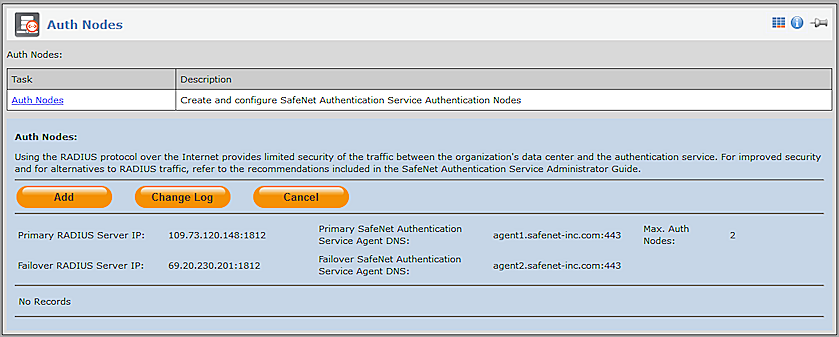 Auth Nodes
Auth Nodes:
Task Description
Auth Nodes Create and configure SafeNet Authentication Service Authentication Nodes
Auth Nodes:
Using the RADIUS protocol over the Internet provides limited security of the traffic between the organization's data center and the authentication service. For improved security
and for alternatives to RADIUS traffic, refer to the recommendations included in the SafeNet Authentication Service Administrator Guide.
Add Change Log Cancel
Primary RADIUS Server IP: 109.73.120.148:1812 Primary SafeNet Authentication Service Agent DNS: agent1.safenet-inc.com:443 Max. Auth Nodes: 2
Failover RADIUS Server IP: 69.20.230.201:1812 Failover SafeNet Authentication Service Agent DNS: agent2.safenet-inc.com:443
No Records